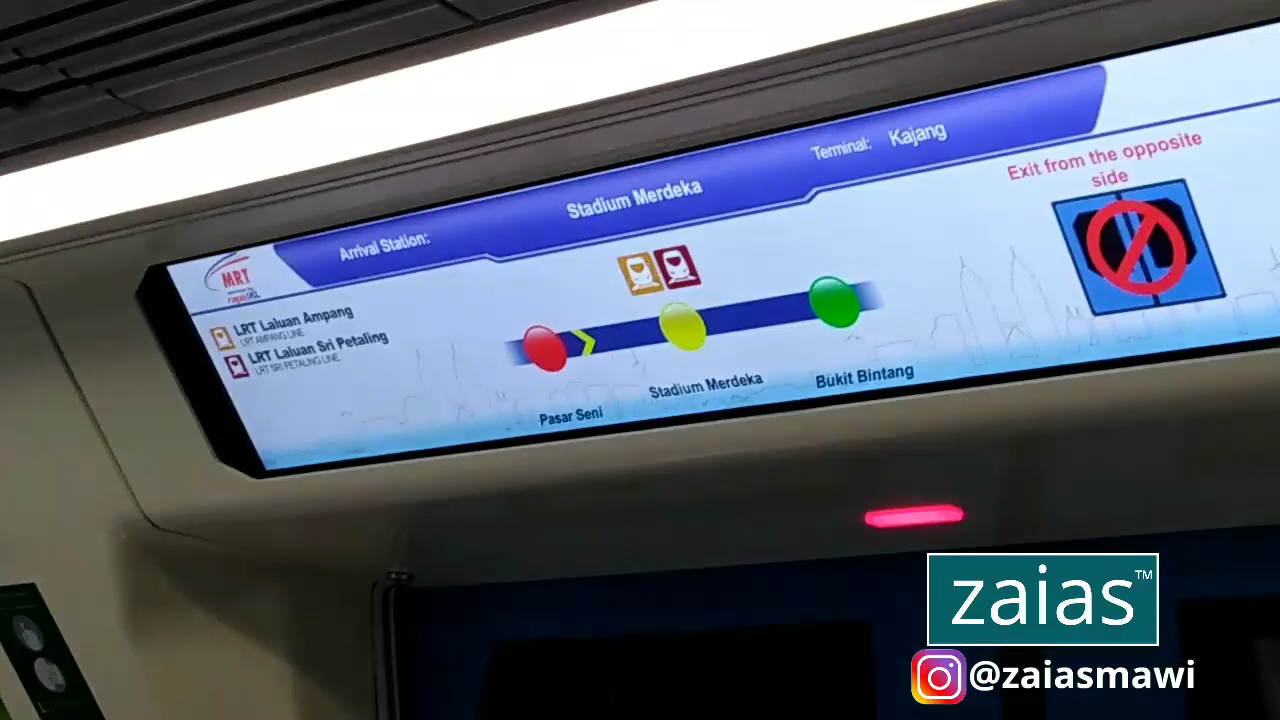 Arrival Station: Stadium Merdeka Terminal: Kajang
MRT
rapidKL
LRT Laluan Ampang
LRT AMPANG LINE
LRT Laluan Sri Petaling
LRT SRI PETALING LINE
Pasar Seni
Stadium Merdeka
Bukit Bintang
Exit from the opposite
side
zaias™
@zaiasmawi